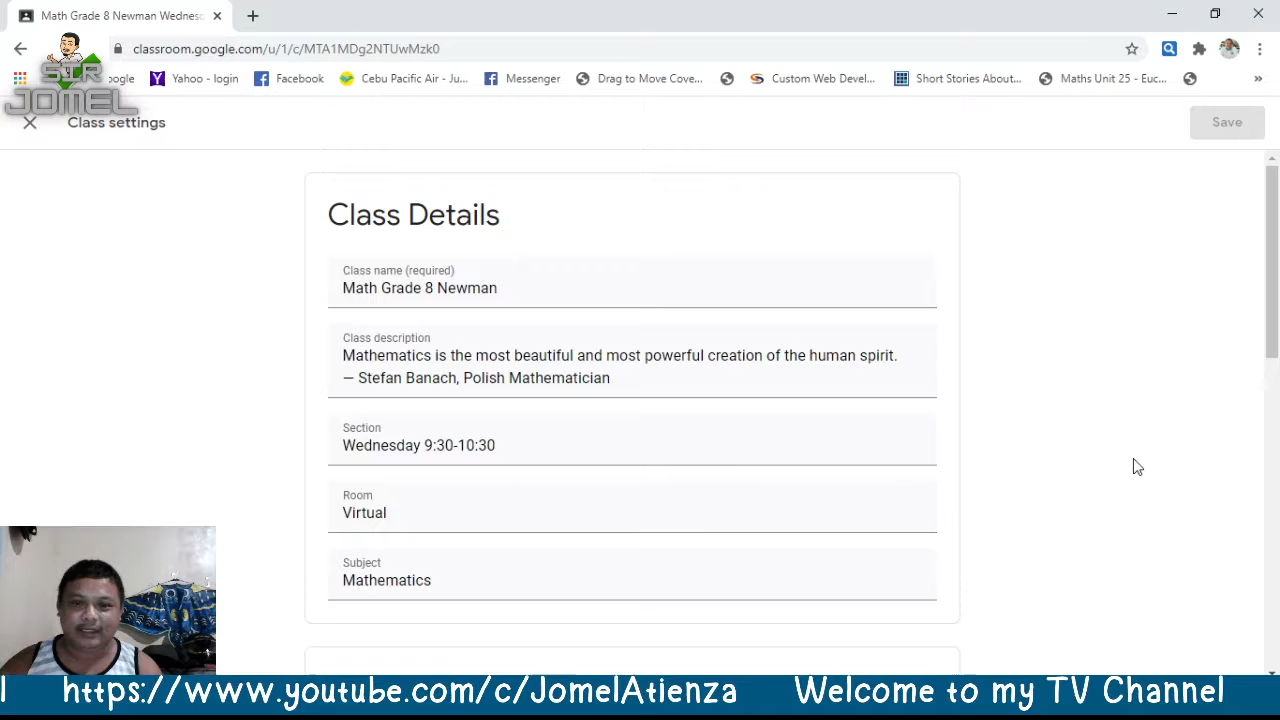 Math Grade 8 Newman Wednesd
classroom.google.com/u/1/c/MTA1MDg2NTUwMzk0
SIR
JOMEL
ogle
Yahoo - login
Facebook
Cebu Pacific Air - Ju...
Messenger
Drag to Move Cove...
Custom Web Devel...
Short Stories About...
Maths Unit 25 - Euc...
»
Class settings
Save
Class Details
Class name (required)
Math Grade 8 Newman
Class description
Mathematics is the most beautiful and most powerful creation of the human spirit.
— Stefan Banach, Polish Mathematician
Section
Wednesday 9:30-10:30
Room
Virtual
Subject
Mathematics
l https://www.youtube.com/c/JomelAtienza Welcome to my TV Channel